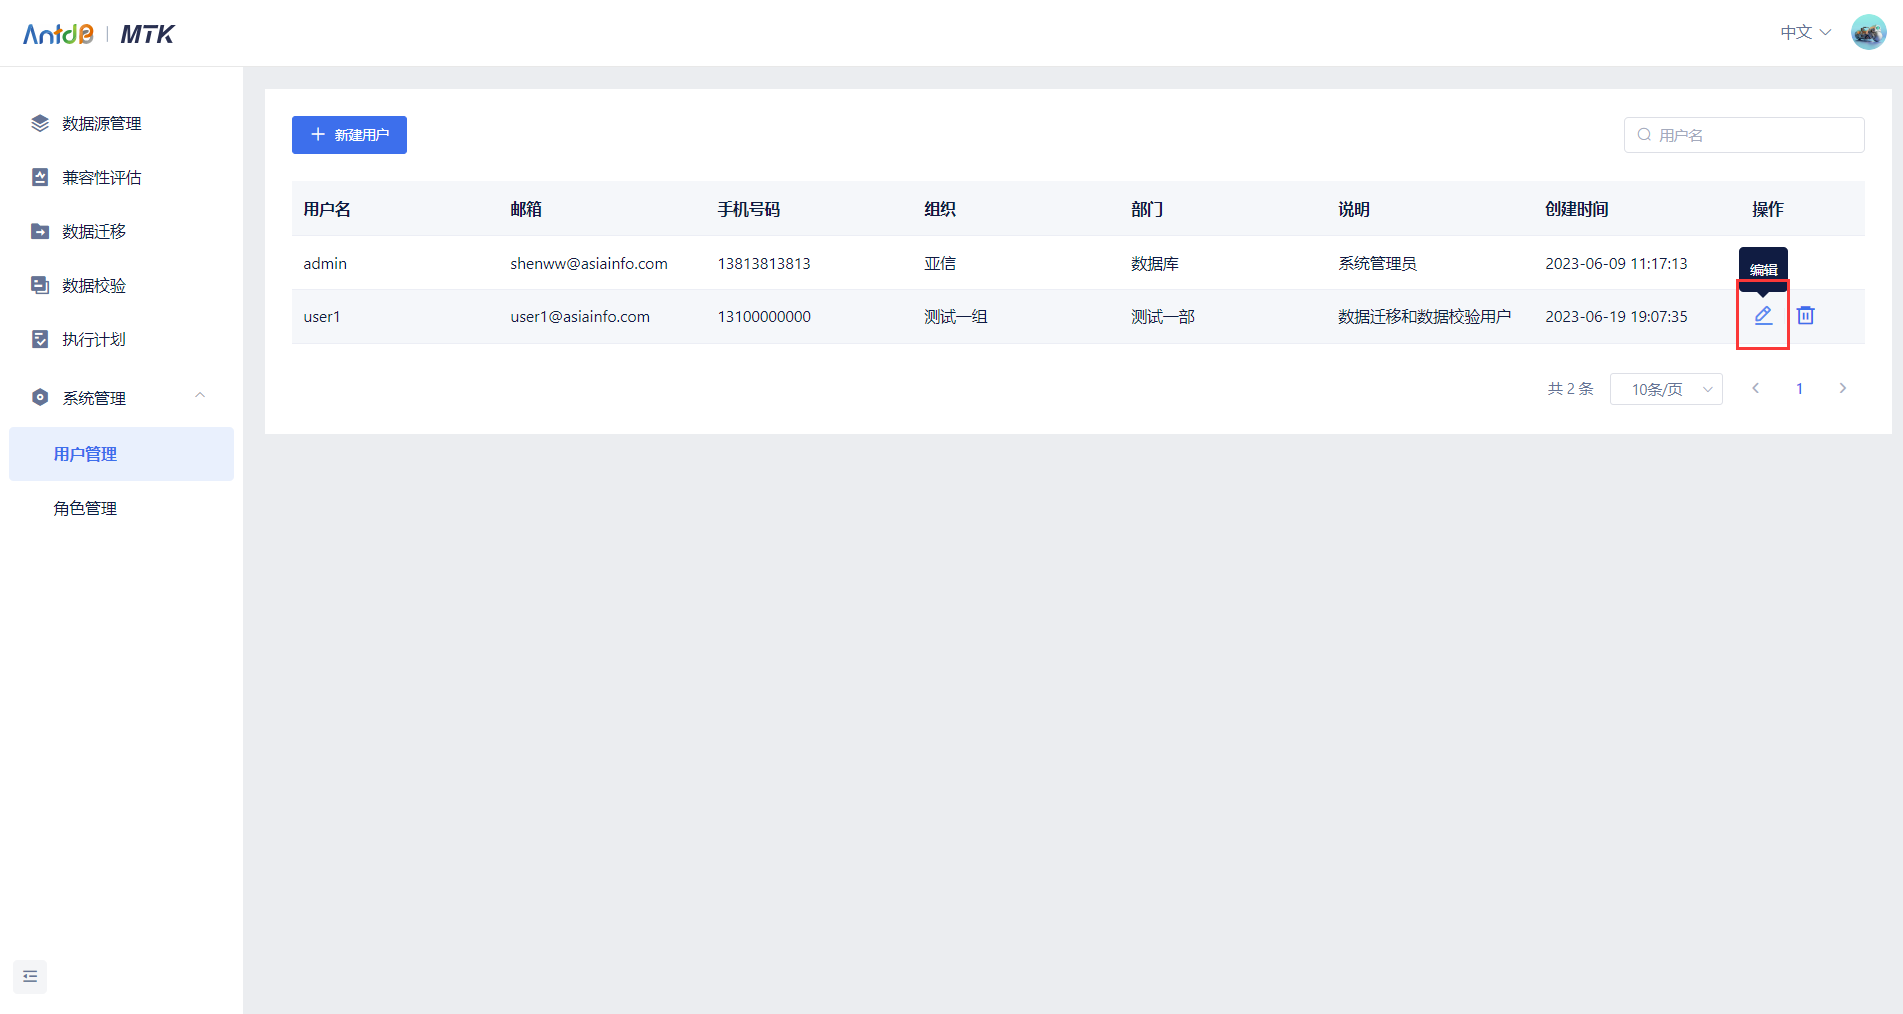 AntdB | MTK
中文
数据源管理
兼容性评估
数据迁移
数据校验
执行计划
系统管理
用户管理
角色管理
新建用户
用户名
用户名 邮箱 手机号码 组织 部门 说明 创建时间 操作
admin shenww@asiainfo.com 13813813813 亚信 数据库 系统管理员 2023-06-09 11:17:13
编辑
user1 user1@asiainfo.com 13100000000 测试一组 测试一部 数据迁移和数据校验用户 2023-06-19 19:07:35
共 2 条 10条/页 1